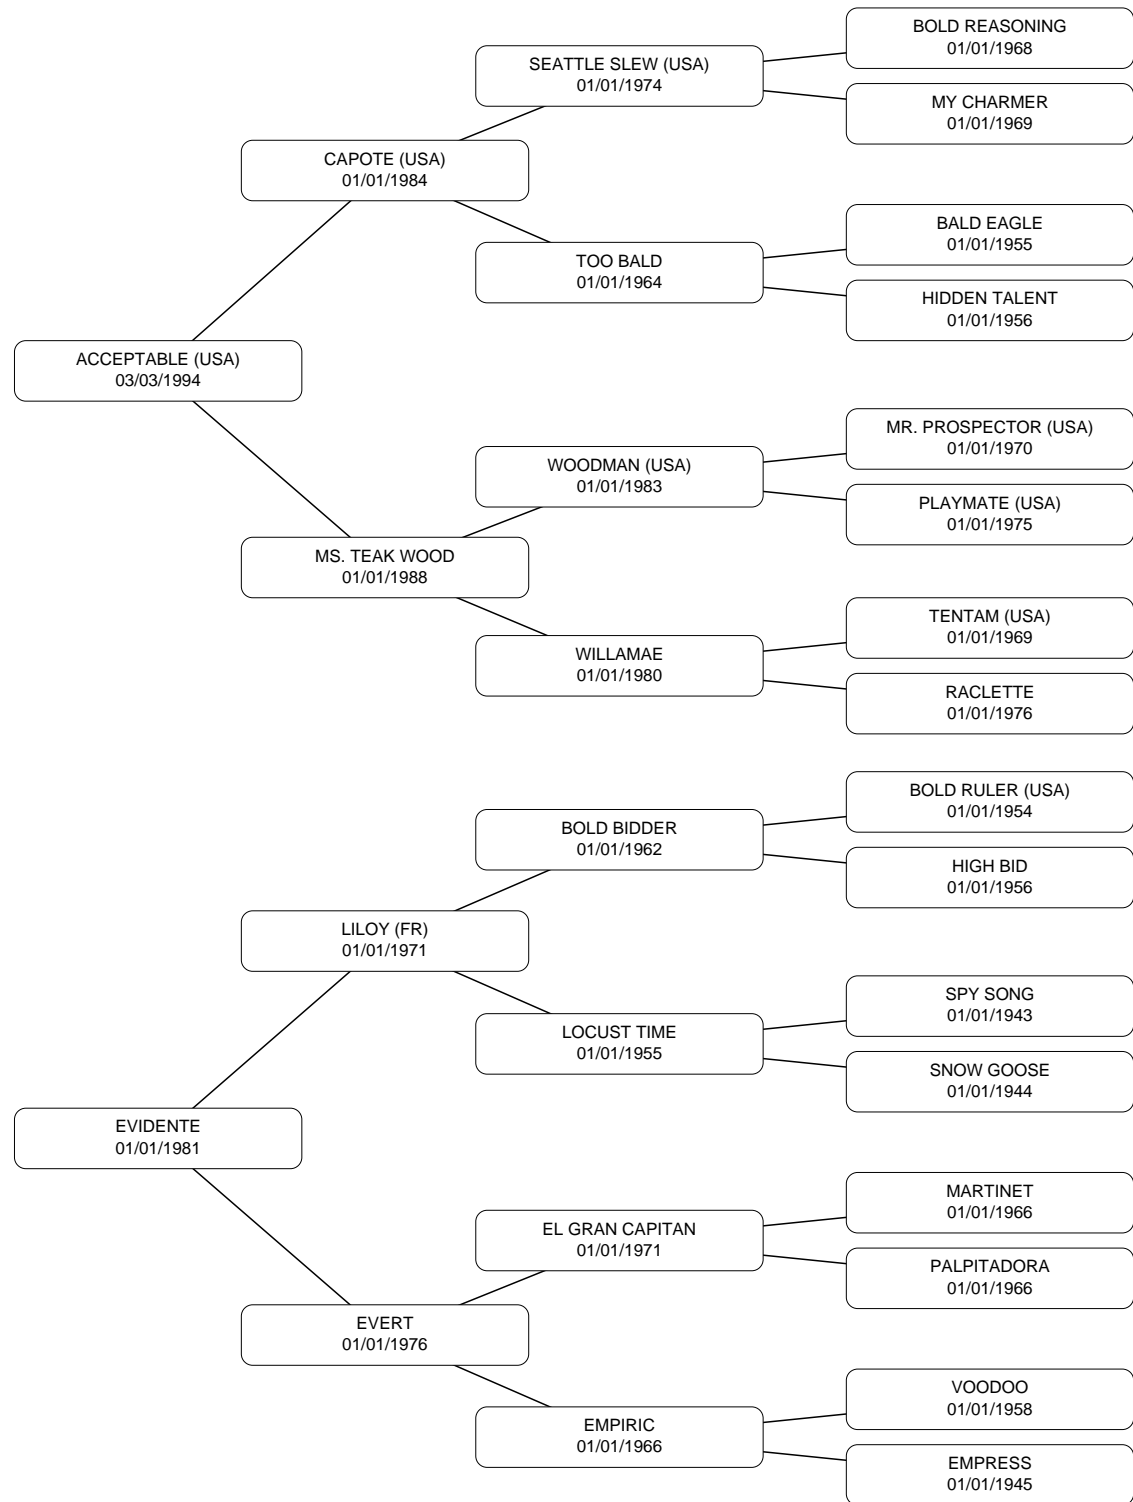 BOLD REASONING
01/01/1968
SEATTLE SLEW (USA)
01/01/1974
MY CHARMER
01/01/1969
CAPOTE (USA)
01/01/1984
BALD EAGLE
01/01/1955
TOO BALD
01/01/1964
HIDDEN TALENT
01/01/1956
ACCEPTABLE (USA)
03/03/1994
MR. PROSPECTOR (USA)
01/01/1970
WOODMAN (USA)
01/01/1983
PLAYMATE (USA)
01/01/1975
MS. TEAK WOOD
01/01/1988
TENTAM (USA)
01/01/1969
WILLAMAE
01/01/1980
RACLETTE
01/01/1976
BOLD RULER (USA)
01/01/1954
BOLD BIDDER
01/01/1962
HIGH BID
01/01/1956
LILOY (FR)
01/01/1971
SPY SONG
01/01/1943
LOCUST TIME
01/01/1955
SNOW GOOSE
01/01/1944
EVIDENTE
01/01/1981
MARTINET
01/01/1966
EL GRAN CAPITAN
01/01/1971
PALPITADORA
01/01/1966
EVERT
01/01/1976
VOODOO
01/01/1958
EMPIRIC
01/01/1966
EMPRESS
01/01/1945